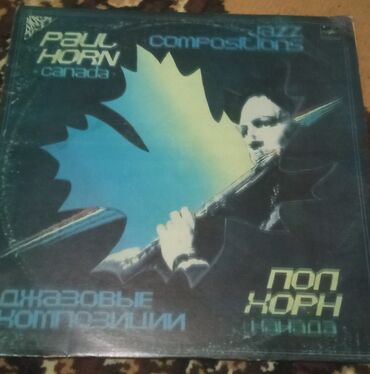 PAUL
HORN
canada
JAZZ
compositions
ДЖАЗОВЫЕ
КОМПОЗИЦИИ
ПОЛ
ХОРН
КАНАДА